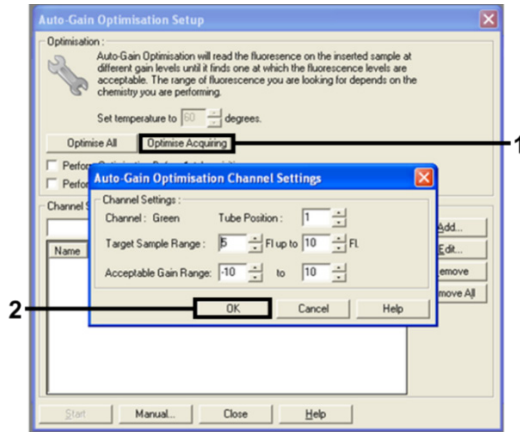 Auto-Gain Optimisation Setup
Optimisation :
Auto-Gain Optimisation will read the fluoresence on the inserted sample at
different gain levels until it finds one at which the fluorescence levels are
acceptable. The range of fluorescence you are looking for depends on the
chemistry you are performing.
Set temperature to 60 degrees.
Optimise All Optimise Acquiring 1
Auto-Gain Optimisation Channel Settings
Channel Settings :
Channel : Green Tube Position : 1
Target Sample Range : 5 Fl up to 10 Fl.
Acceptable Gain Range: -10 to 10
OK Cancel Help
2
Name
Add...
Edit...
Start Manual... Close Help